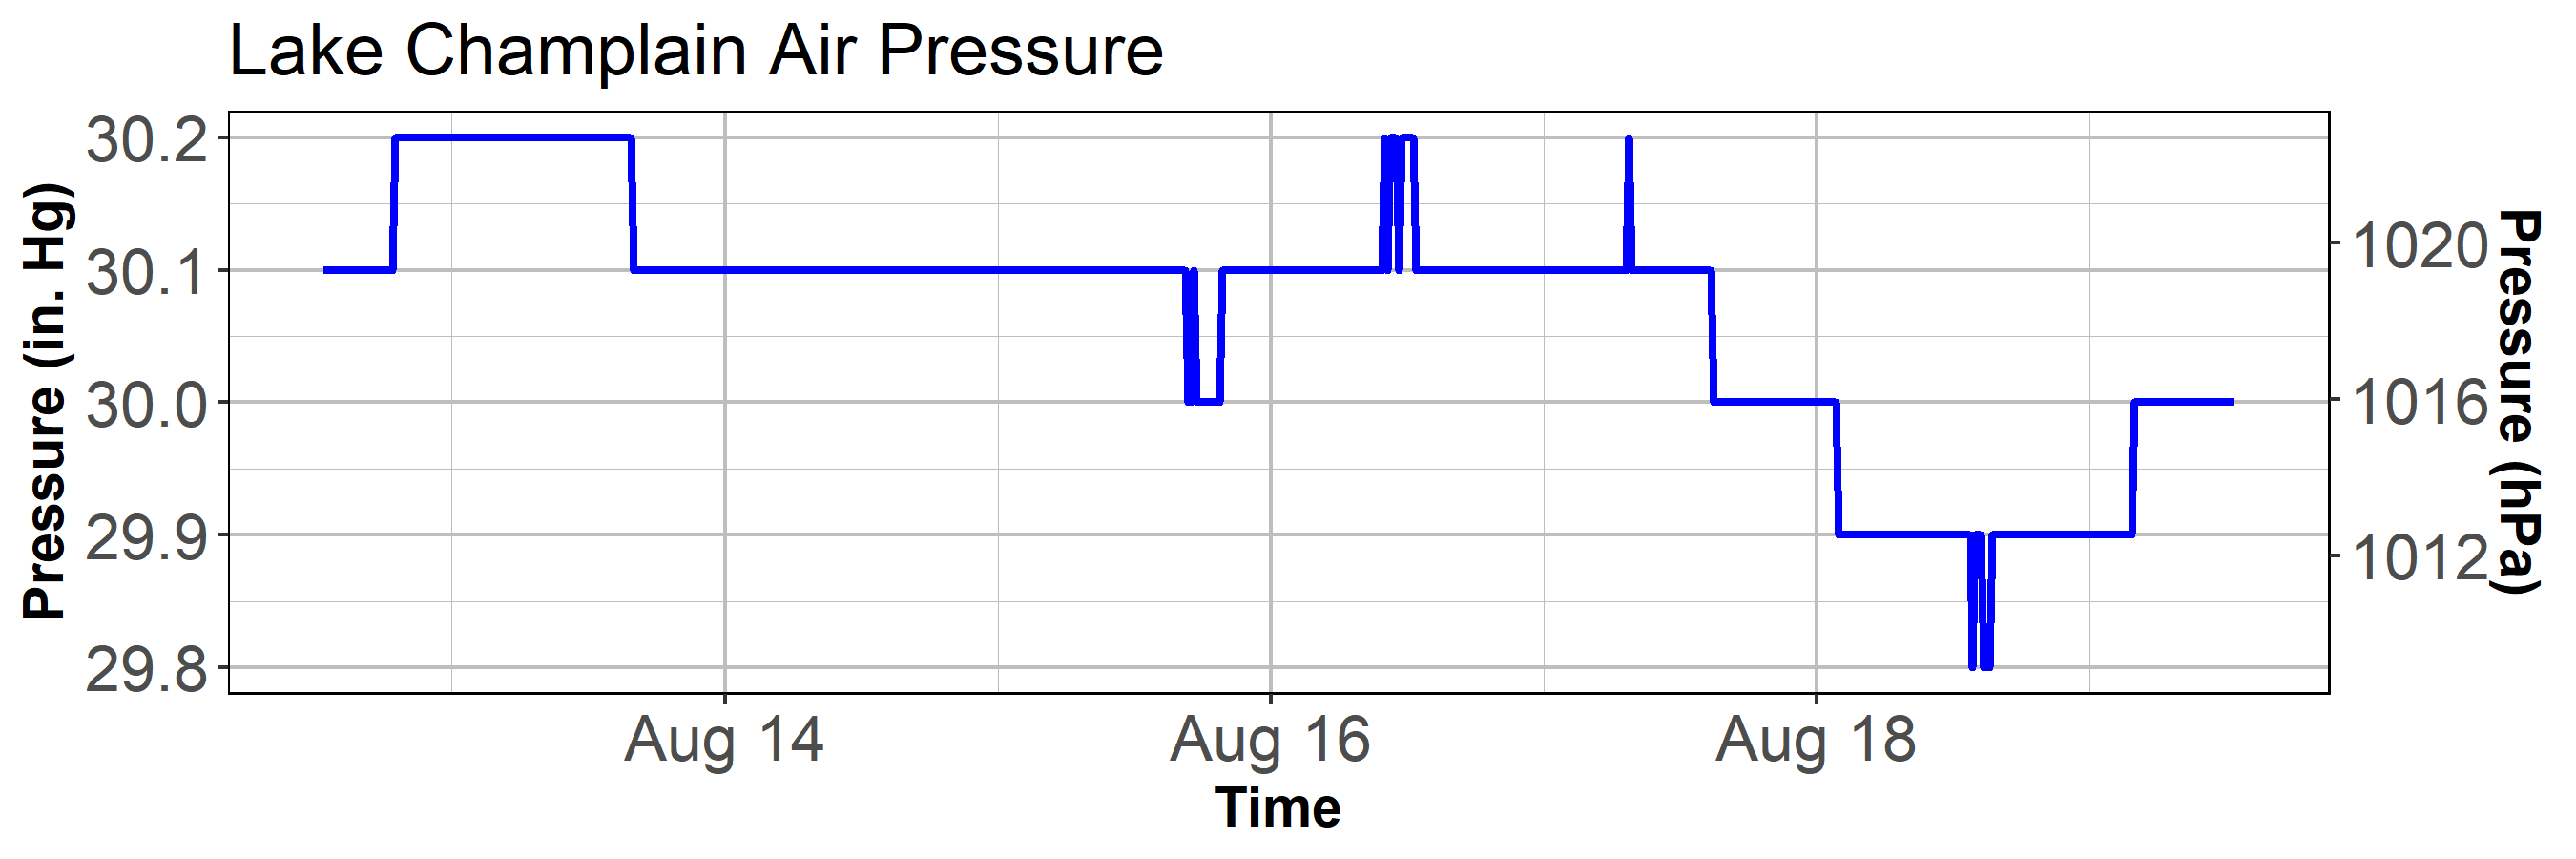 Lake Champlain Air Pressure
Pressure (in. Hg)
30.2
30.1
30.0
29.9
29.8
1020
1016
1012
Pressure (hPa)
Aug 14 Aug 16 Aug 18
Time